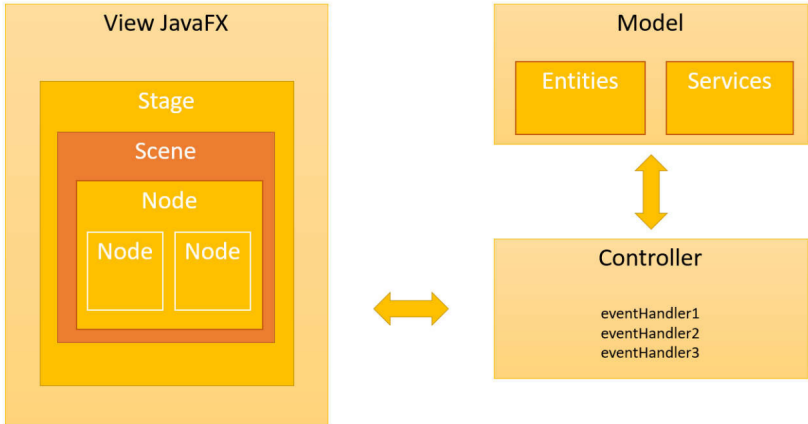 View JavaFX
Stage
Scene
Node
Node Node
Model
Entities Services
Controller
eventHandler1
eventHandler2
eventHandler3